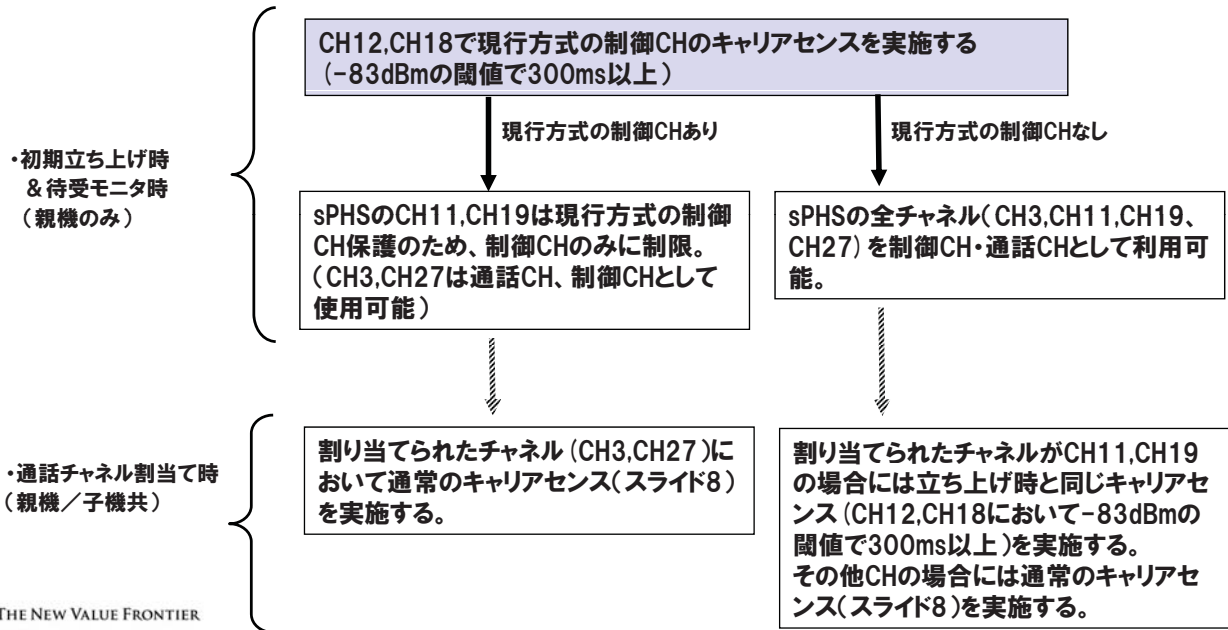 CH12,CH18で現行方式の制御CHのキャリアセンスを実施する
(-83dBmの閾値で300ms以上)
現行方式の制御CHあり
現行方式の制御CHなし
・初期立ち上げ時
&待受モニタ時
(親機のみ)
sPHSのCH11,CH19は現行方式の制御
CH保護のため、制御CHのみに制限。
(CH3,CH27は通話CH、制御CHとして
使用可能)
sPHSの全チャネル(CH3,CH11,CH19、
CH27)を制御CH・通話CHとして利用可
能。
・通話チャネル割当て時
(親機/子機共)
割り当てられたチャネル(CH3,CH27)に
おいて通常のキャリアセンス(スライド8)
を実施する。
割り当てられたチャネルがCH11,CH19
の場合には立ち上げ時と同じキャリアセ
ンス(CH12,CH18において-83dBmの
閾値で300ms以上)を実施する。
その他CHの場合には通常のキャリアセ
ンス(スライド8)を実施する。
THE NEW VALUE FRONTIER